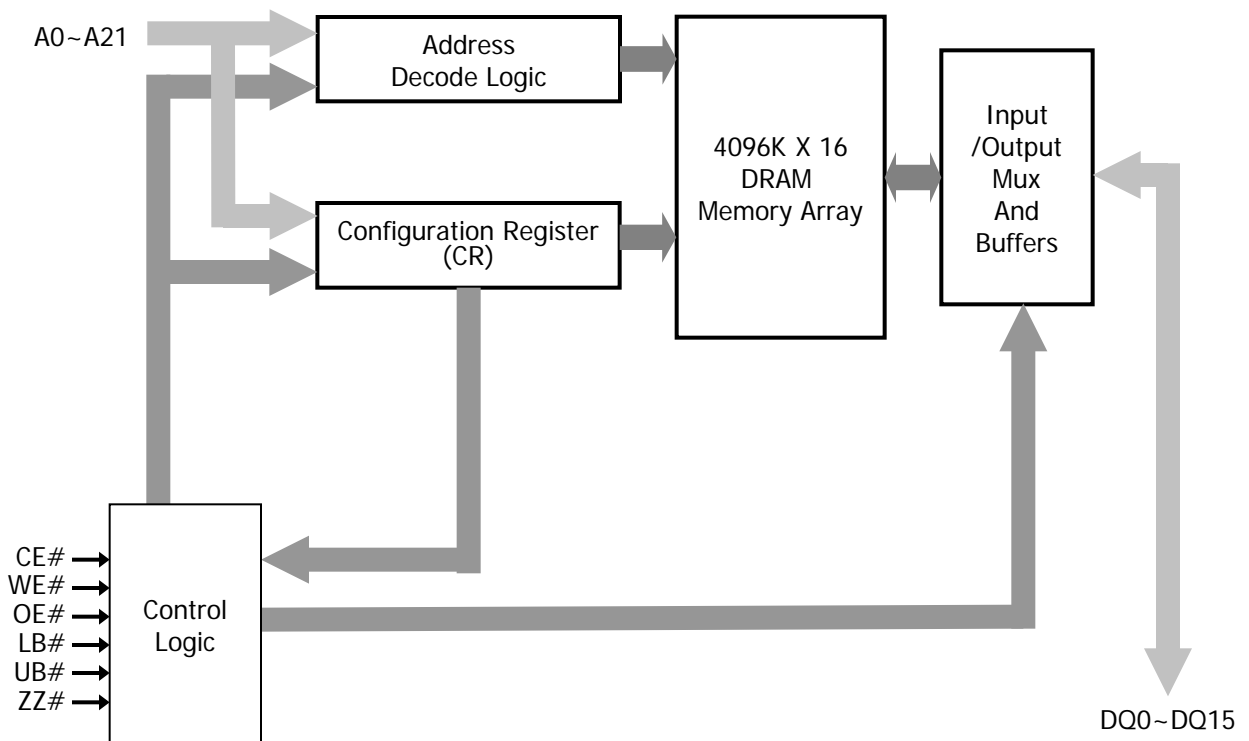 A0~A21
Address
Decode Logic
4096K X 16
DRAM
Memory Array
Input
/Output
Mux
And
Buffers
Configuration Register
(CR)
CE#
WE#
OE#
LB#
UB#
ZZ#
Control
Logic
DQ0~DQ15